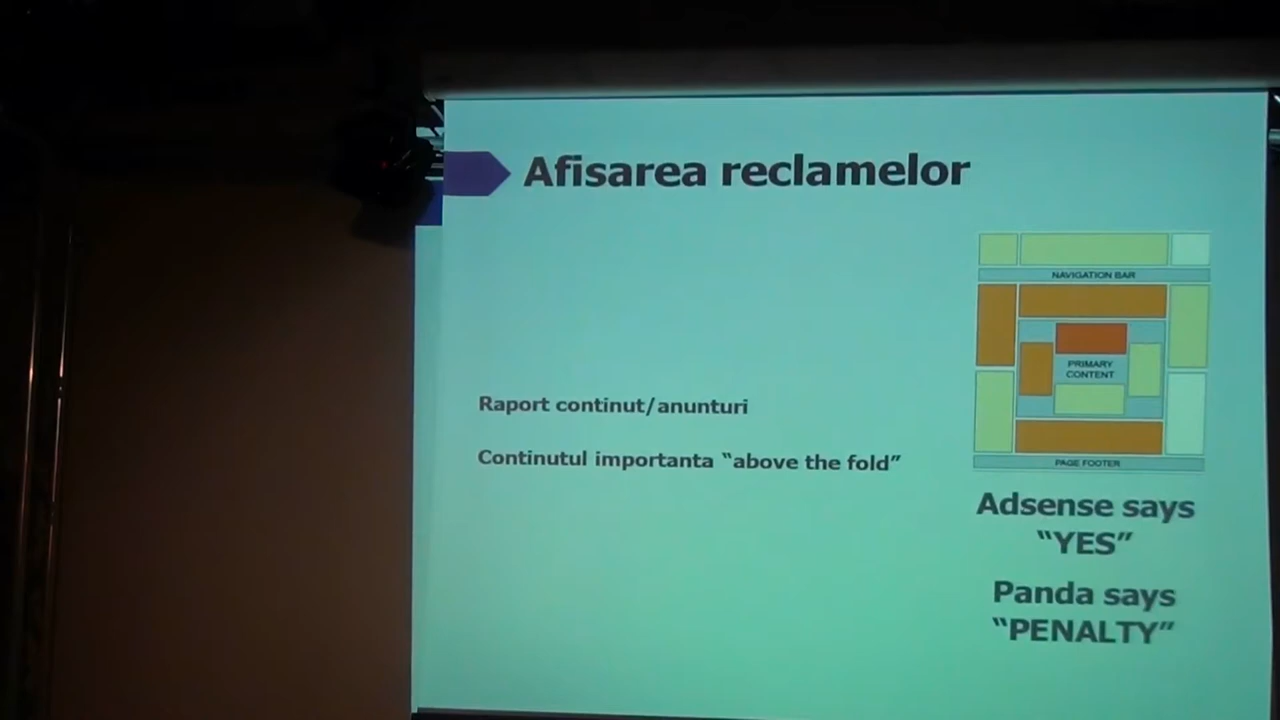 Afisarea reclamelor
NAVIGATION BAR
PRIMARY
CONTENT
PAGE FOOTER
Raport continut/anunturi
Continutul importanta “above the fold”
Adsense says
“YES”
Panda says
“PENALTY”